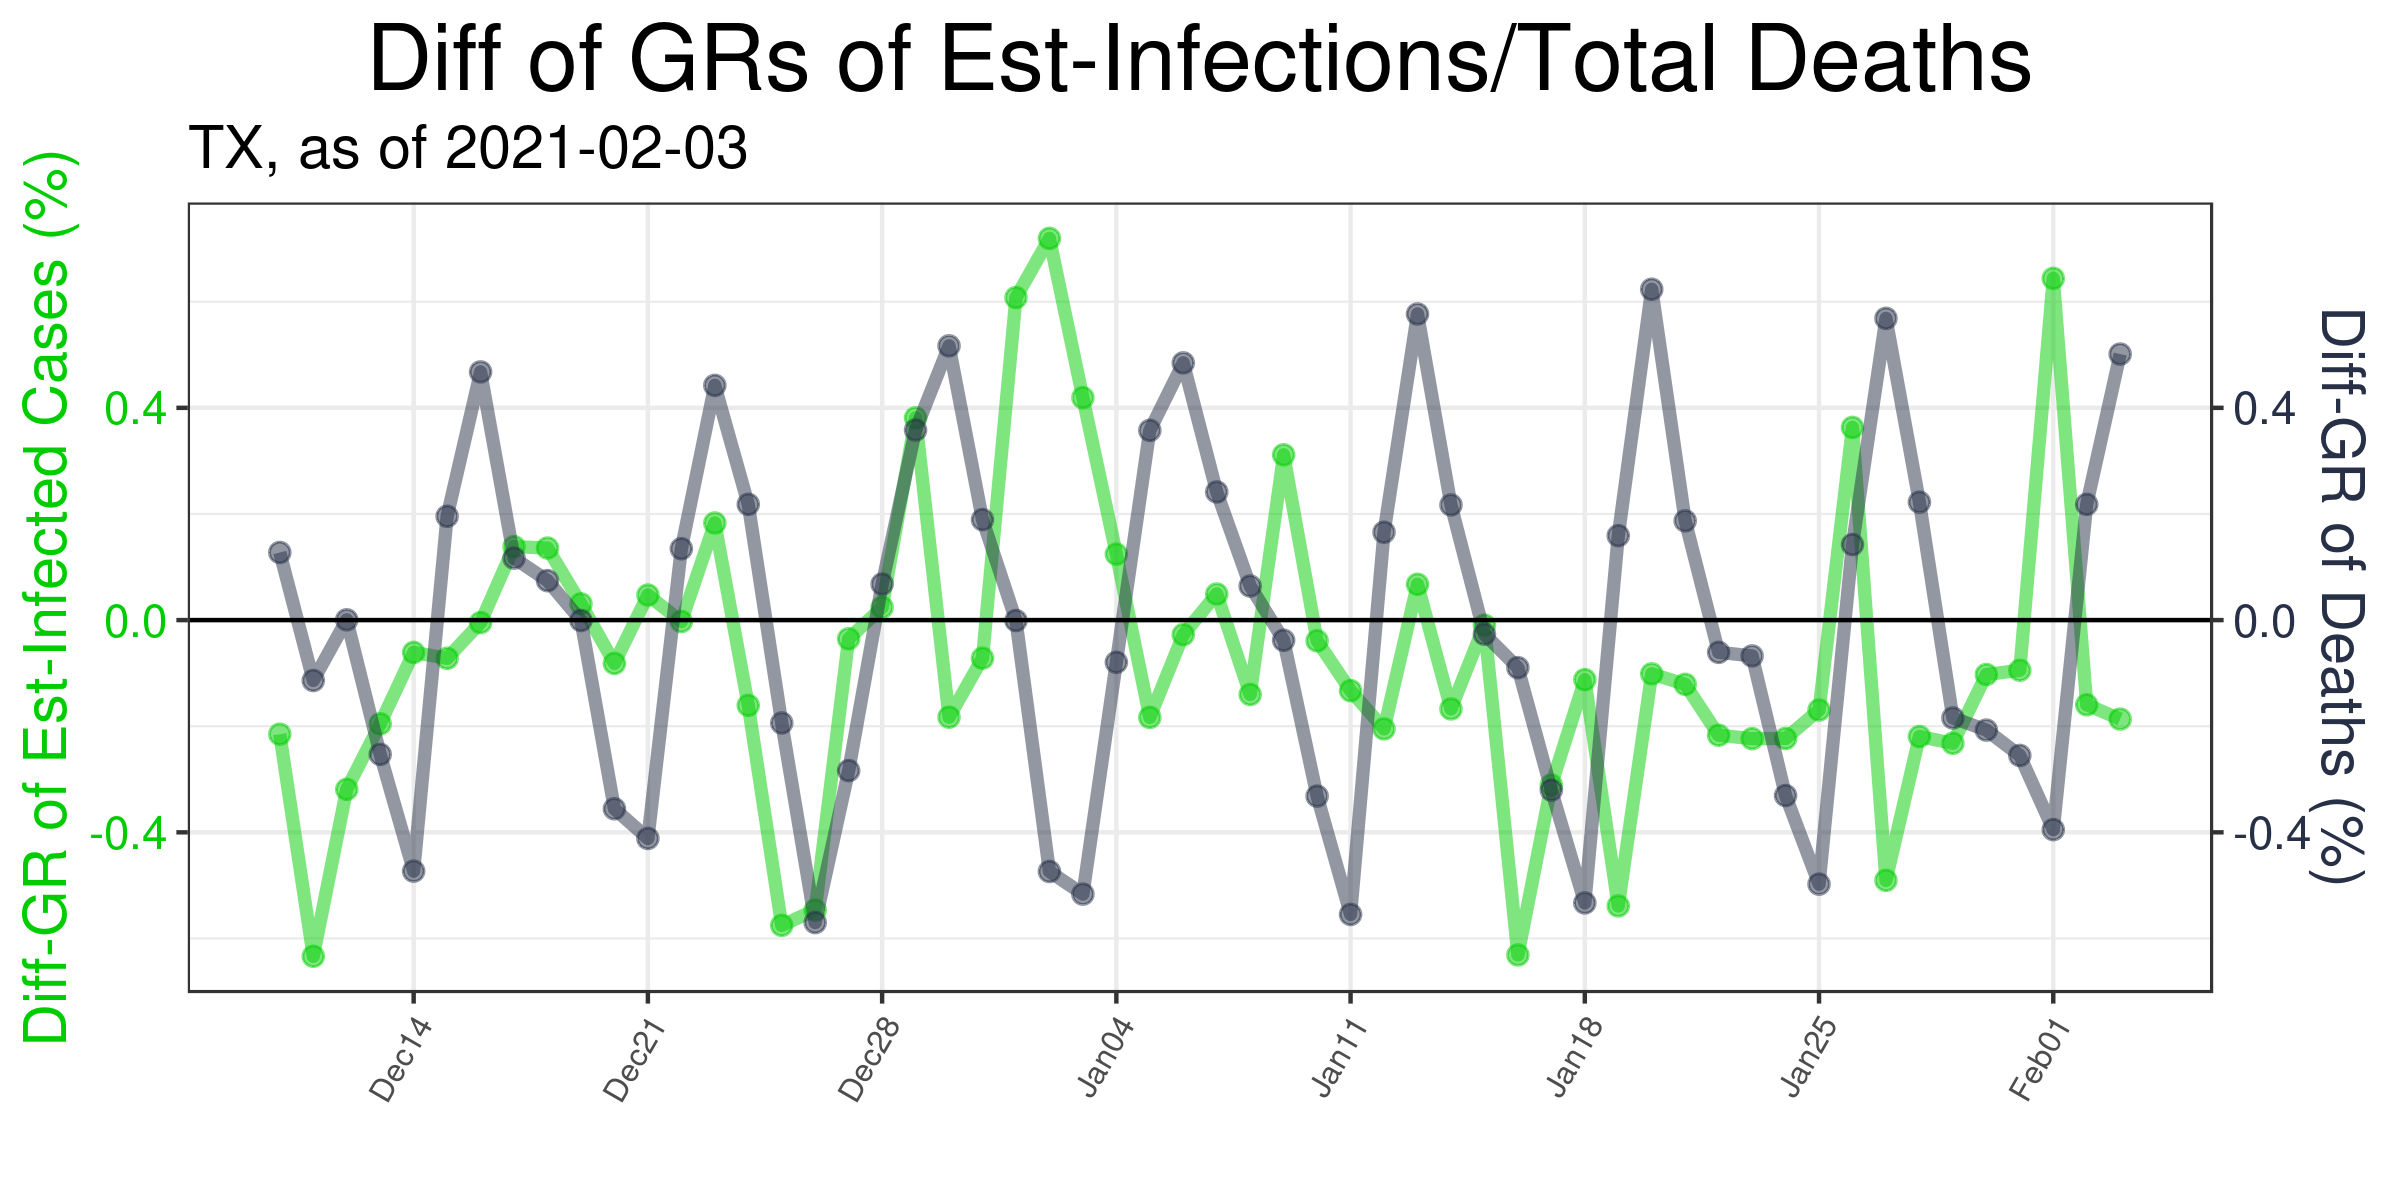 Diff of GRs of Est-Infections/Total Deaths
TX, as of 2021-02-03
Diff-GR of Est-Infected Cases (%)
0.4
0.0
-0.4
0.4
0.0
-0.4
Diff-GR of Deaths (%)
Dec14
Dec21
Dec28
Jan04
Jan11
Jan18
Jan25
Feb01